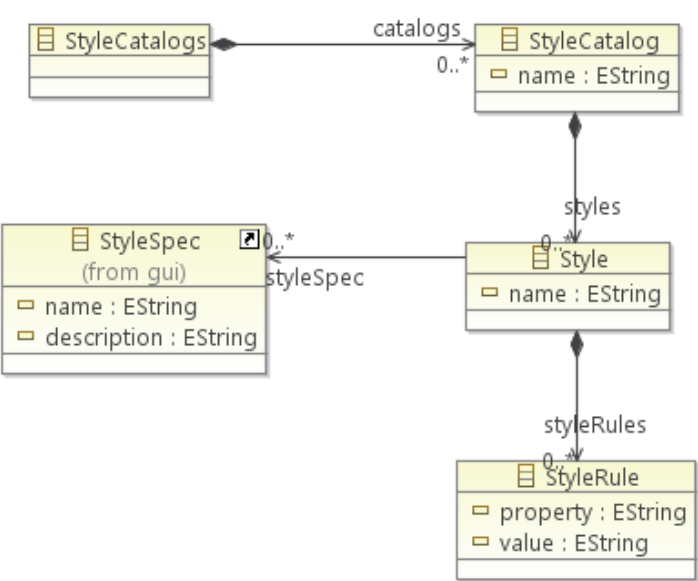 StyleCatalogs
catalogs
0..*
StyleCatalog
name : EString
styles
0..*
StyleSpec
(from gui)
name : EString
description : EString
0..*
styleSpec
Style
name : EString
styleRules
0..*
StyleRule
property : EString
value : EString